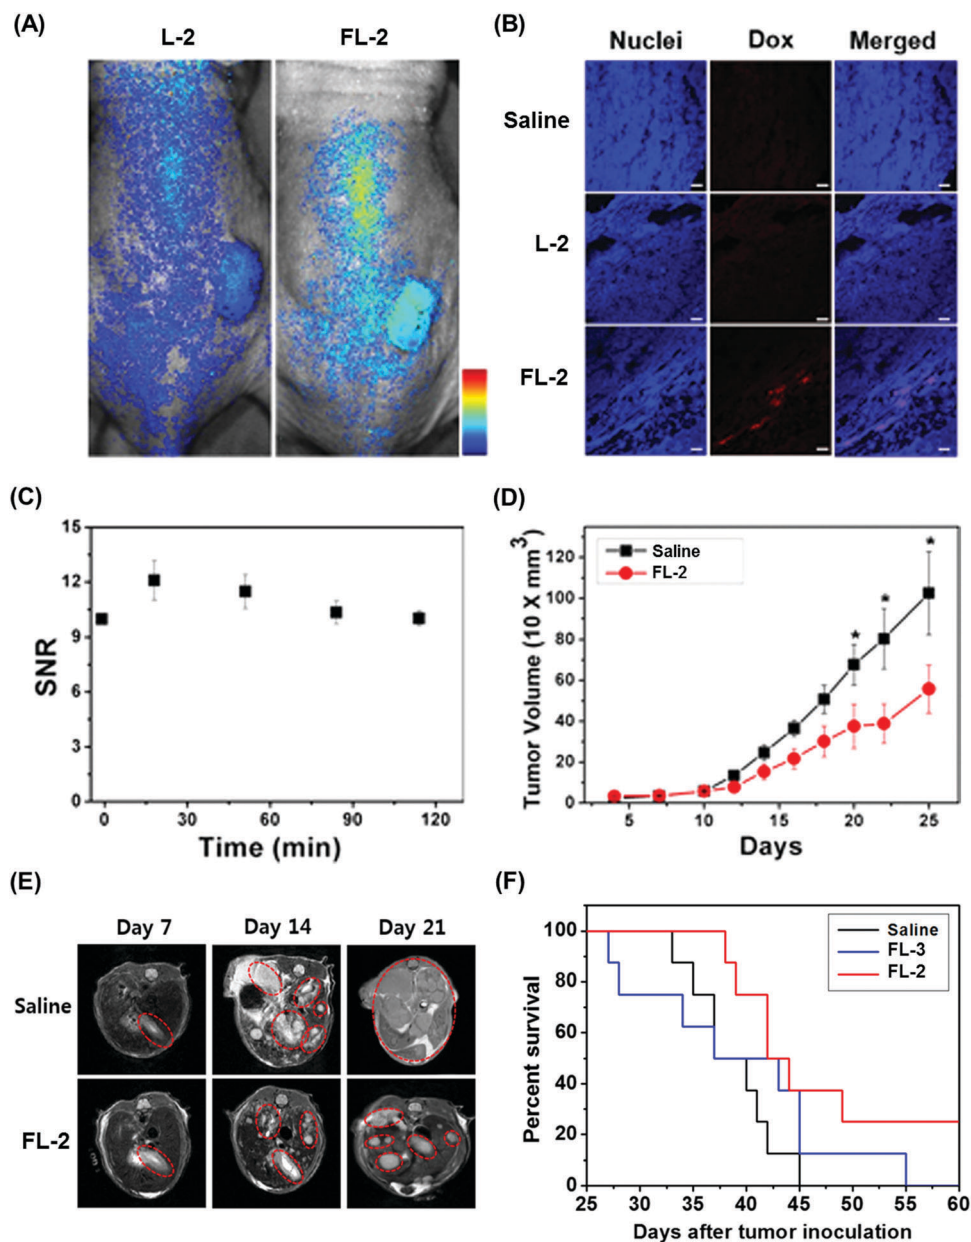 (A)
L-2 FL-2
(B)
Nuclei Dox Merged
Saline
L-2
FL-2
(C)
15
12
9
6
3
0
SNR
0 30 60 90 120
Time (min)
(D)
Tumor Volume (10 X mm3)
120
100
80
60
40
20
0
Saline
FL-2
* * *
5 10 15 20 25
Days
(E)
Day 7 Day 14 Day 21
Saline
FL-2
(F)
Percent survival
100
80
60
40
20
0
Saline
FL-3
FL-2
25 30 35 40 45 50 55 60
Days after tumor inoculation